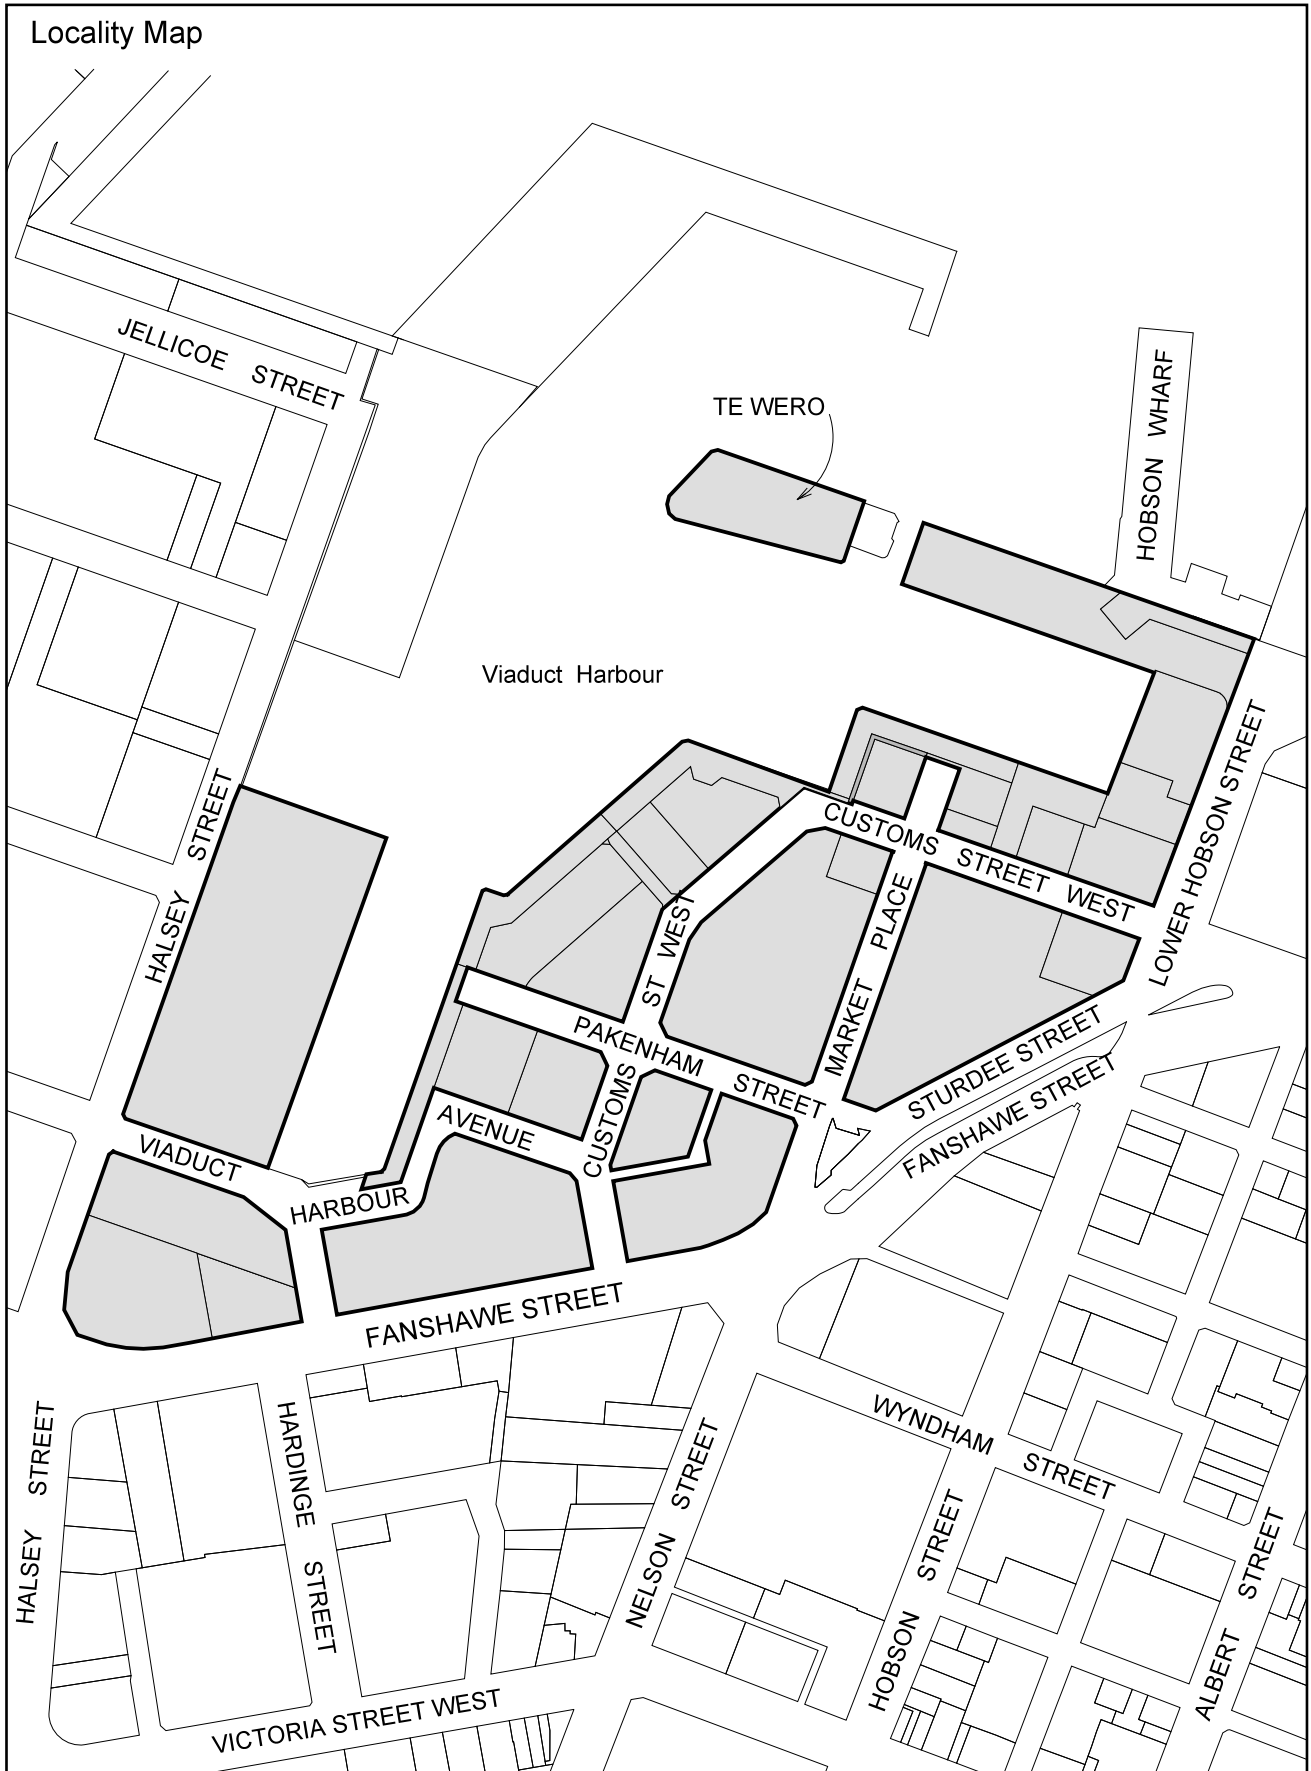 Locality Map
JELLICOE STREET
TE WERO
HOBSON WHARF
Viaduct Harbour
HALSEY STREET
CUSTOMS STREET WEST
LOWER HOBSON STREET
MARKET PLACE
CUSTOMS ST WEST
PAKENHAM STREET
STURDEE STREET
FANSHAWE STREET
VIADUCT HARBOUR AVENUE
FANSHAWE STREET
HALSEY STREET
HARDINGE STREET
NELSON STREET
WYNDHAM STREET
HOBSON STREET
ALBERT STREET
VICTORIA STREET WEST